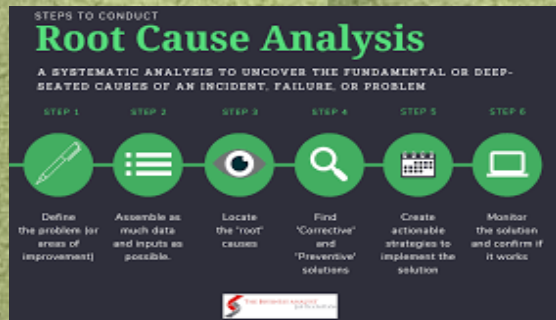 STEPS TO CONDUCT
Root Cause Analysis
A SYSTEMATIC ANALYSIS TO UNCOVER THE FUNDAMENTAL OR DEEP-
SEATED CAUSES OF AN INCIDENT, FAILURE, OR PROBLEM
STEP 1
STEP 2
STEP 3
STEP 4
STEP 5
STEP 6
Define
the problem (or
areas of
improvement)
Assemble as
much data
and inputs as
possible.
Locate
the "root"
causes
Find
"Corrective"
and
"Preventive"
solutions
Create
actionable
strategies to
implement the
solution
Monitor
the solution
and confirm if
it works
THE BUSINESS ANALYST